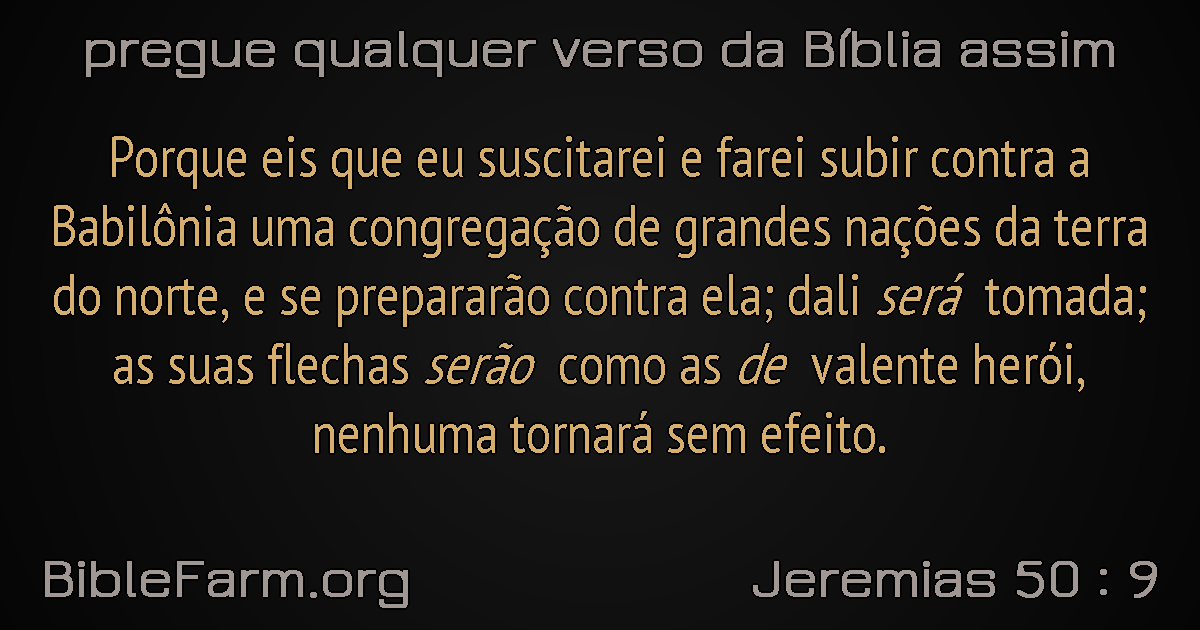 pregue qualquer verso da Bíblia assim
Porque eis que eu suscitarei e farei subir contra a
Babilônia uma congregação de grandes nações da terra
do norte, e se prepararão contra ela; dali será tomada;
as suas flechas serão como as de valente herói,
nenhuma tornará sem efeito.
BibleFarm.org
Jeremias 50 : 9